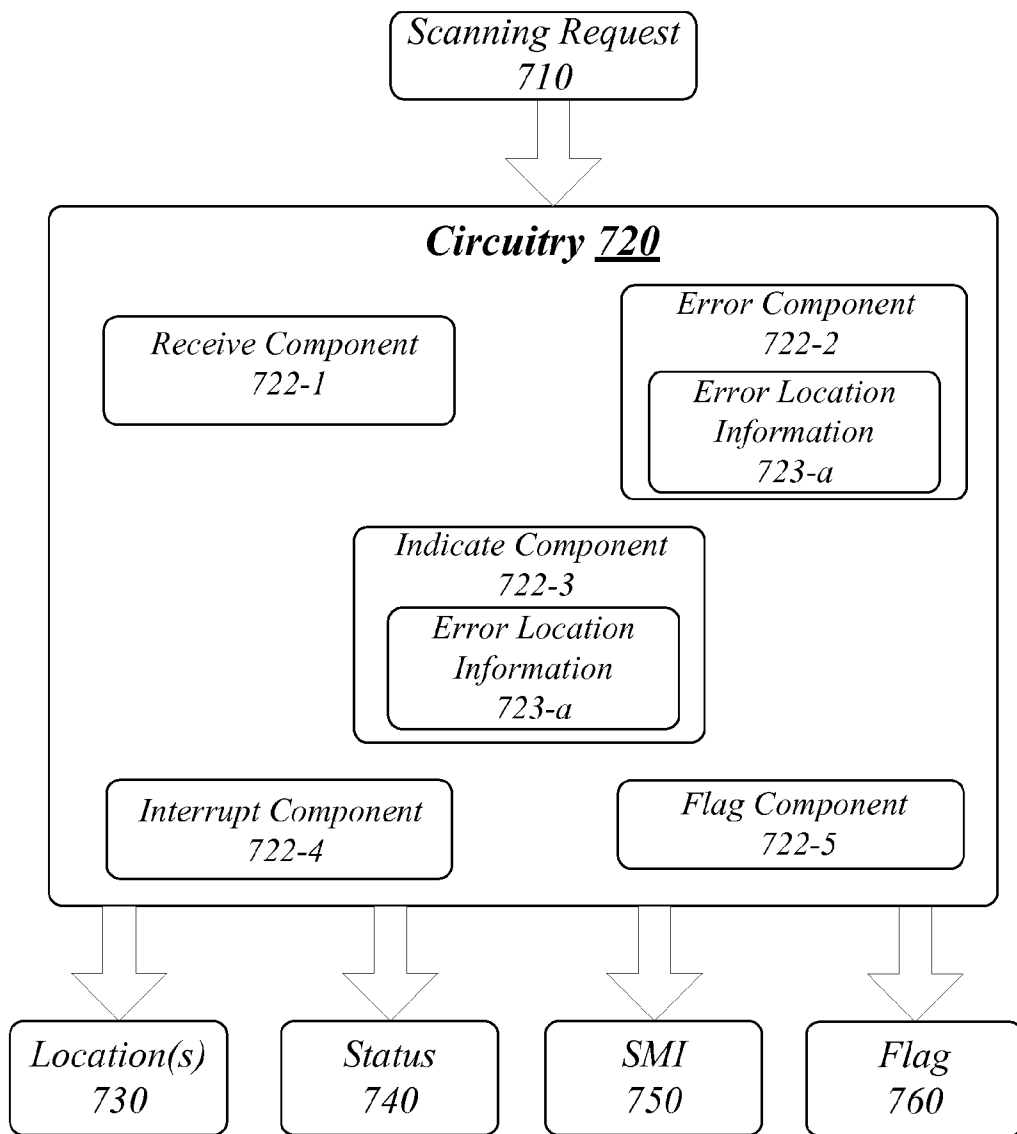 Scanning Request
710
Circuitry 720
Receive Component
722-1
Error Component
722-2
Error Location
Information
723-a
Indicate Component
722-3
Error Location
Information
723-a
Interrupt Component
722-4
Flag Component
722-5
Location(s)
730
Status
740
SMI
750
Flag
760